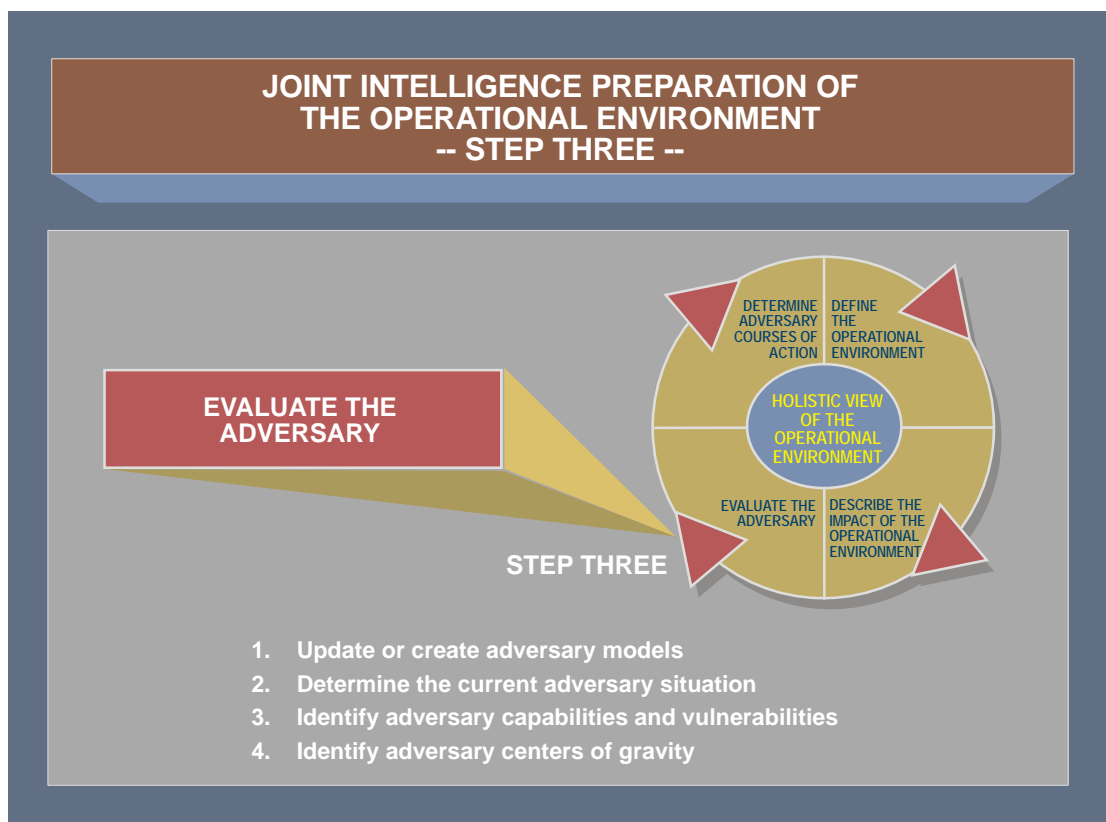 JOINT INTELLIGENCE PREPARATION OF
THE OPERATIONAL ENVIRONMENT
-- STEP THREE --
DETERMINE
ADVERSARY
COURSES OF
ACTION
DEFINE
THE
OPERATIONAL
ENVIRONMENT
EVALUATE THE
ADVERSARY
HOLISTIC VIEW
OF THE
OPERATIONAL
ENVIRONMENT
EVALUATE THE
ADVERSARY
DESCRIBE THE
IMPACT OF THE
OPERATIONAL
ENVIRONMENT
STEP THREE
1. Update or create adversary models
2. Determine the current adversary situation
3. Identify adversary capabilities and vulnerabilities
4. Identify adversary centers of gravity